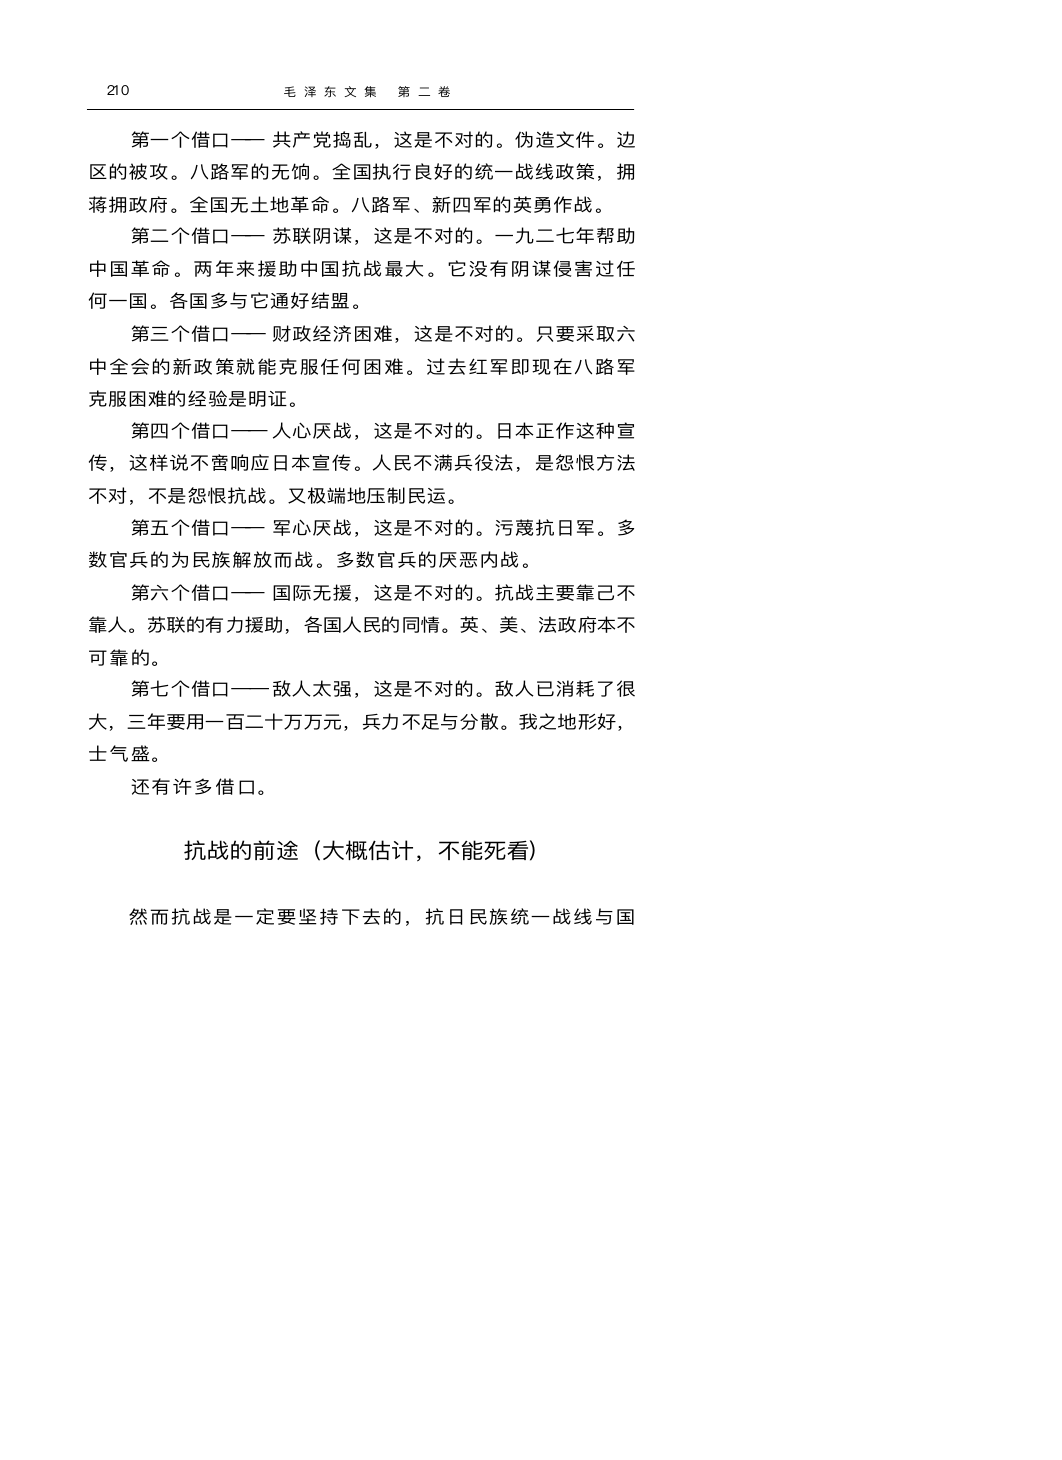 210
毛泽东文集 第二卷
第一个借口—— 共产党捣乱，这是不对的。伪造文件。边
区的被攻。八路军的无饷。全国执行良好的统一战线政策，拥
蒋拥政府。全国无土地革命。八路军、新四军的英勇作战。
第二个借口—— 苏联阴谋，这是不对的。一九二七年帮助
中国革命。两年来援助中国抗战最大。它没有阴谋侵害过任
何一国。各国多与它通好结盟。
第三个借口—— 财政经济困难，这是不对的。只要采取六
中全会的新政策就能克服任何困难。过去红军即现在八路军
克服困难的经验是明证。
第四个借口—— 人心厌战，这是不对的。日本正作这种宣
传，这样说不啻响应日本宣传。人民不满兵役法，是怨恨方法
不对，不是怨恨抗战。又极端地压制民运。
第五个借口—— 军心厌战，这是不对的。污蔑抗日军。多
数官兵的为民族解放而战。多数官兵的厌恶内战。
第六个借口—— 国际无援，这是不对的。抗战主要靠己不
靠人。苏联的有力援助，各国人民的同情。英、美、法政府本不
可靠的。
第七个借口—— 敌人太强，这是不对的。敌人已消耗了很
大，三年要用一百二十万万元，兵力不足与分散。我之地形好，
士气盛。
还有许多借口。
抗战的前途（大概估计，不能死看）
然而抗战是一定要坚持下去的，抗日民族统一战线与国